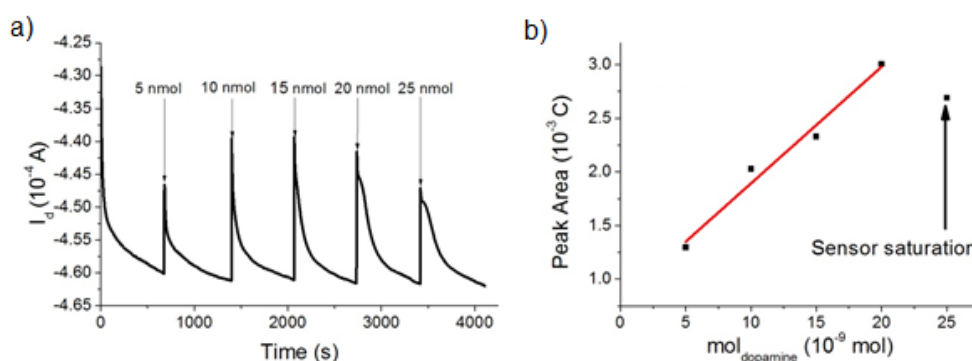 a)
-4.25
-4.30
-4.35
-4.40
-4.45
-4.50
-4.55
-4.60
-4.65
I_d (10^-4 A)
5 nmol 10 nmol 15 nmol 20 nmol 25 nmol
0 1000 2000 3000 4000
Time (s)
b)
3.0
2.5
2.0
1.5
1.0
Peak Area (10^-3 C)
Sensor saturation
0 5 10 15 20 25
mol_dopamine (10^-9 mol)